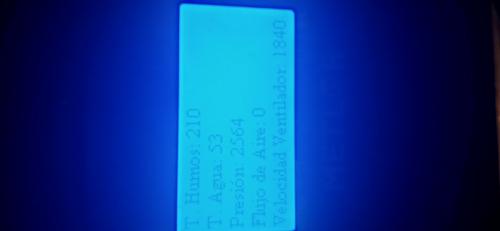 T. Humos: 210
T. Agua: 53
Presión: 2564
Flujo de Aire: 0
Velocidad Ventilador: 1840